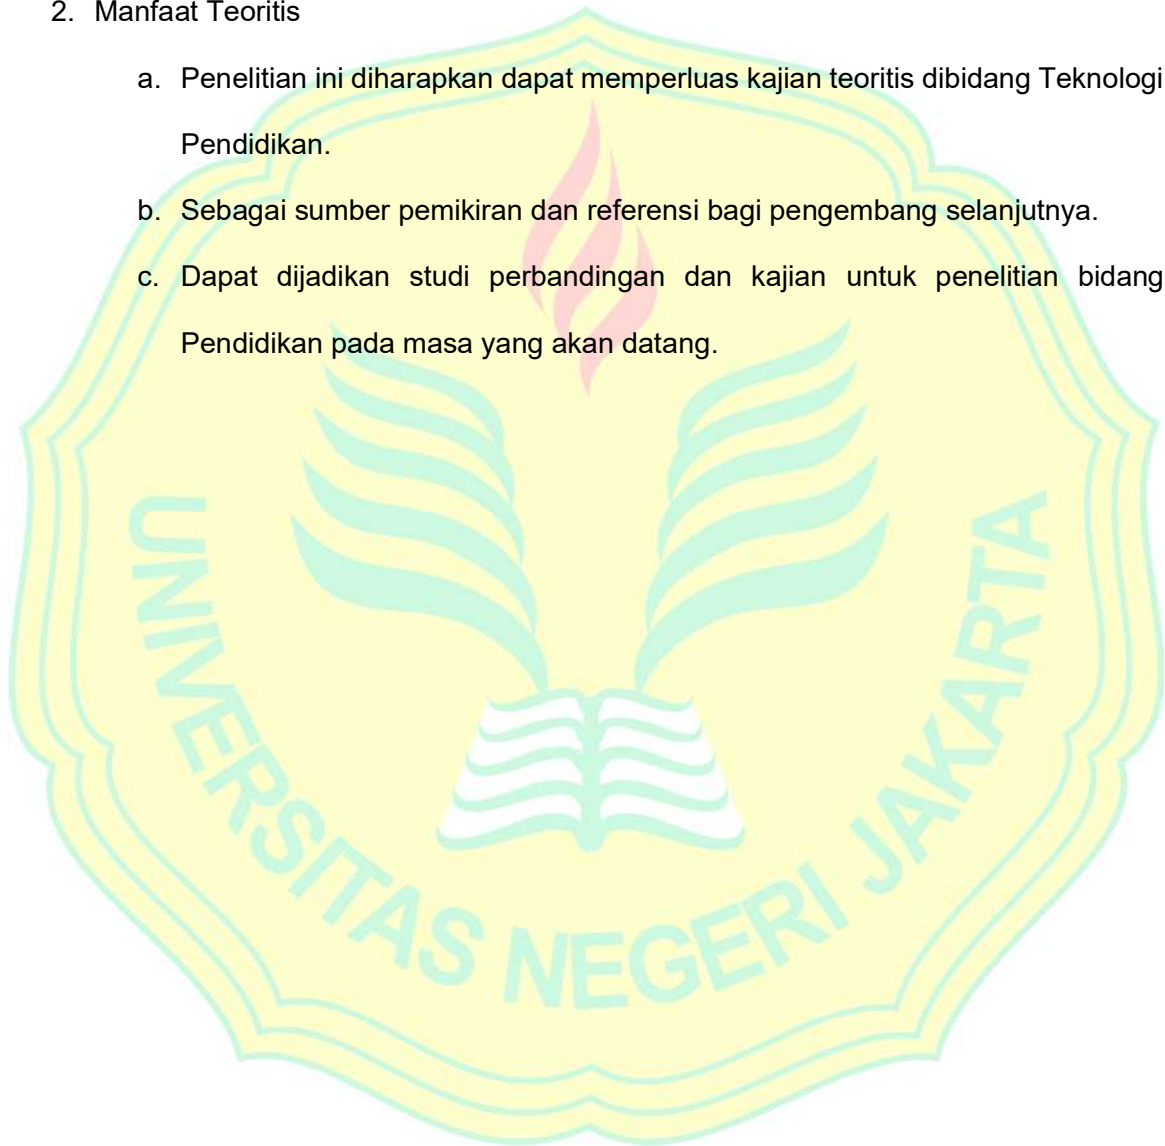 2. Manfaat Teoritis
a. Penelitian ini diharapkan dapat memperluas kajian teoritis dibidang Teknologi
Pendidikan.
b. Sebagai sumber pemikiran dan referensi bagi pengembang selanjutnya.
c. Dapat dijadikan studi perbandingan dan kajian untuk penelitian bidang
Pendidikan pada masa yang akan datang.
UNIVERSITAS NEGERI JAKARTA